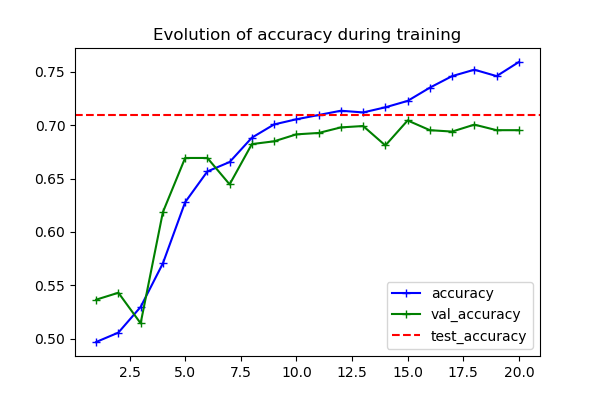 Evolution of accuracy during training
0.75
0.70
0.65
0.60
0.55
0.50
accuracy
val_accuracy
test_accuracy
2.5 5.0 7.5 10.0 12.5 15.0 17.5 20.0